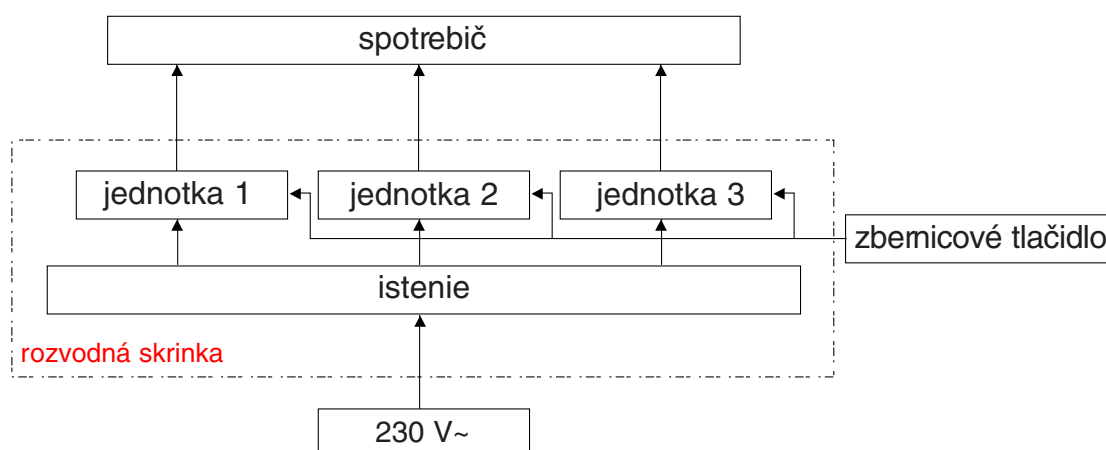 spotrebič
jednotka 1
jednotka 2
jednotka 3
zbernicové tlačidlo
istenie
rozvodná skrinka
230 V~